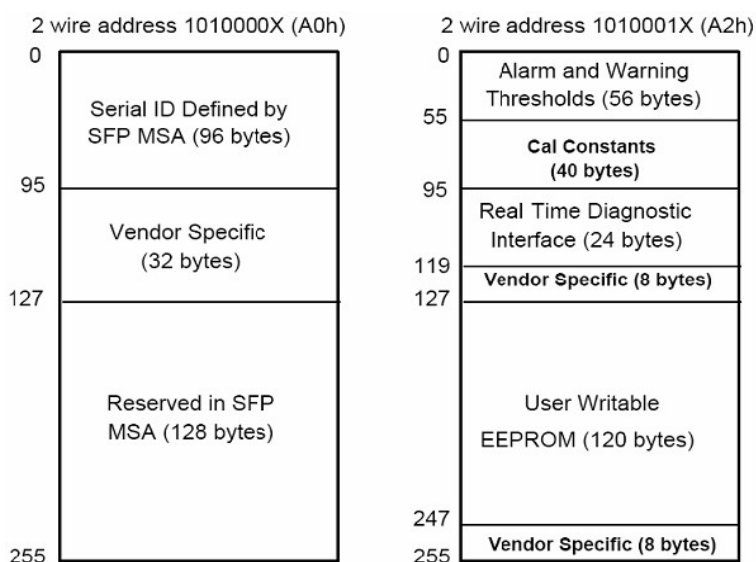 2 wire address 1010000X (A0h)
0
Serial ID Defined by
SFP MSA (96 bytes)
95
Vendor Specific
(32 bytes)
127
Reserved in SFP
MSA (128 bytes)
255
2 wire address 1010001X (A2h)
0
Alarm and Warning
Thresholds (56 bytes)
55
Cal Constants
(40 bytes)
95
Real Time Diagnostic
Interface (24 bytes)
119
Vendor Specific (8 bytes)
127
User Writable
EEPROM (120 bytes)
247
Vendor Specific (8 bytes)
255